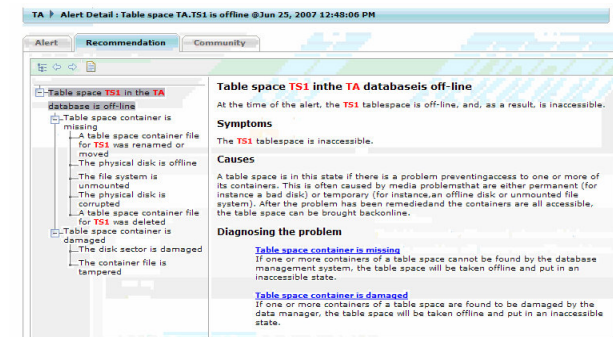 TA ▶ Alert Detail : Table space TA.TS1 is offline @Jun 25, 2007 12:48:06 PM
Alert Recommendation Community
Table space TS1 in the TA
database is off-line
Table space container is
missing
A table space container file
for TS1 was renamed or
moved
The physical disk is offline
The file system is
unmounted
The physical disk is
corrupted
A table space container file
for TS1 was deleted
Table space container is
damaged
The disk sector is damaged
The container file is
tampered
Table space TS1 inthe TA databaseis off-line
At the time of the alert, the TS1 tablespace is off-line, and, as a result, is inaccessible.
Symptoms
The TS1 tablespace is inaccessible.
Causes
A table space is in this state if there is a problem preventingaccess to one or more of
its containers. This is often caused by media problemsthat are either permanent (for
instance a bad disk) or temporary (for instance,an offline disk or unmounted file
system). After the problem has been remediedand the containers are all accessible,
the table space can be brought backonline.
Diagnosing the problem
Table space container is missing
If one or more containers of a table space cannot be found by the database
management system, the table space will be taken offline and put in an
inaccessible state.
Table space container is damaged
If one or more containers of a table space are found to be damaged by the
data manager, the table space will be taken offline and put in an inaccessible
state.